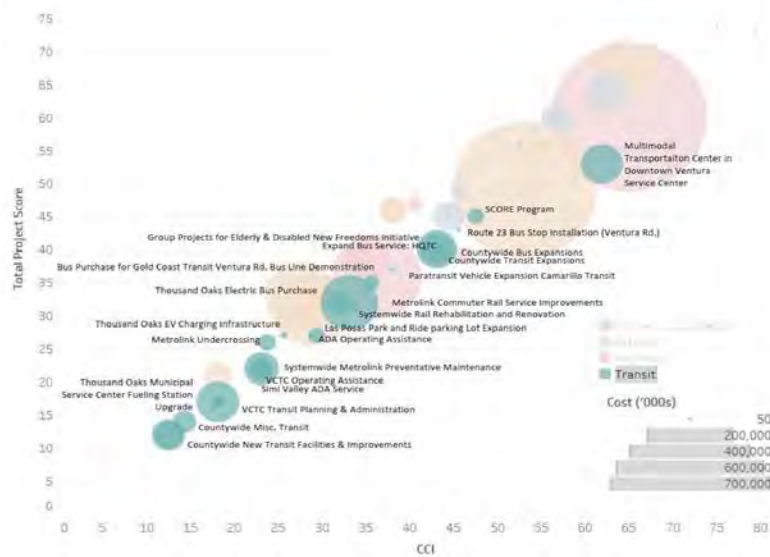 75
70
65
60
55
50
45
40
35
30
25
20
15
10
5
0
Total Project Score
Multimodal
Transportaiton Center in
Downtown Ventura
Service Center
SCORE Program
Route 23 Bus Stop Installation (Ventura Rd.)
Group Projects for Elderly & Disabled New Freedoms Initiative
Expand Bus Service: HQTC
Countywide Bus Expansions
Countywide Transit Expansions
Bus Purchase for Gold Coast Transit Ventura Rd. Bus Line Demonstration
Paratransit Vehicle Expansion Camarillo Transit
Thousand Oaks Electric Bus Purchase
Metrolink Commuter Rail Service Improvements
Systemwide Rail Rehabilitation and Renovation
Thousand Oaks EV Charging Infrastructure
Las Posas Park and Ride parking Lot Expansion
Metrolink Undercrossing
ADA Operating Assistance
Systemwide Metrolink Preventative Maintenance
VCTC Operating Assistance
Simi Valley ADA Service
Thousand Oaks Municipal
Service Center Fueling Station
Upgrade
VCTC Transit Planning & Administration
Countywide Misc. Transit
Countywide New Transit Facilities & Improvements
Transit
Cost ('000s)
50
200,000
400,000
600,000
700,000
0 5 10 15 20 25 30 35 40 45 50 55 60 65 70 75 80
CCI